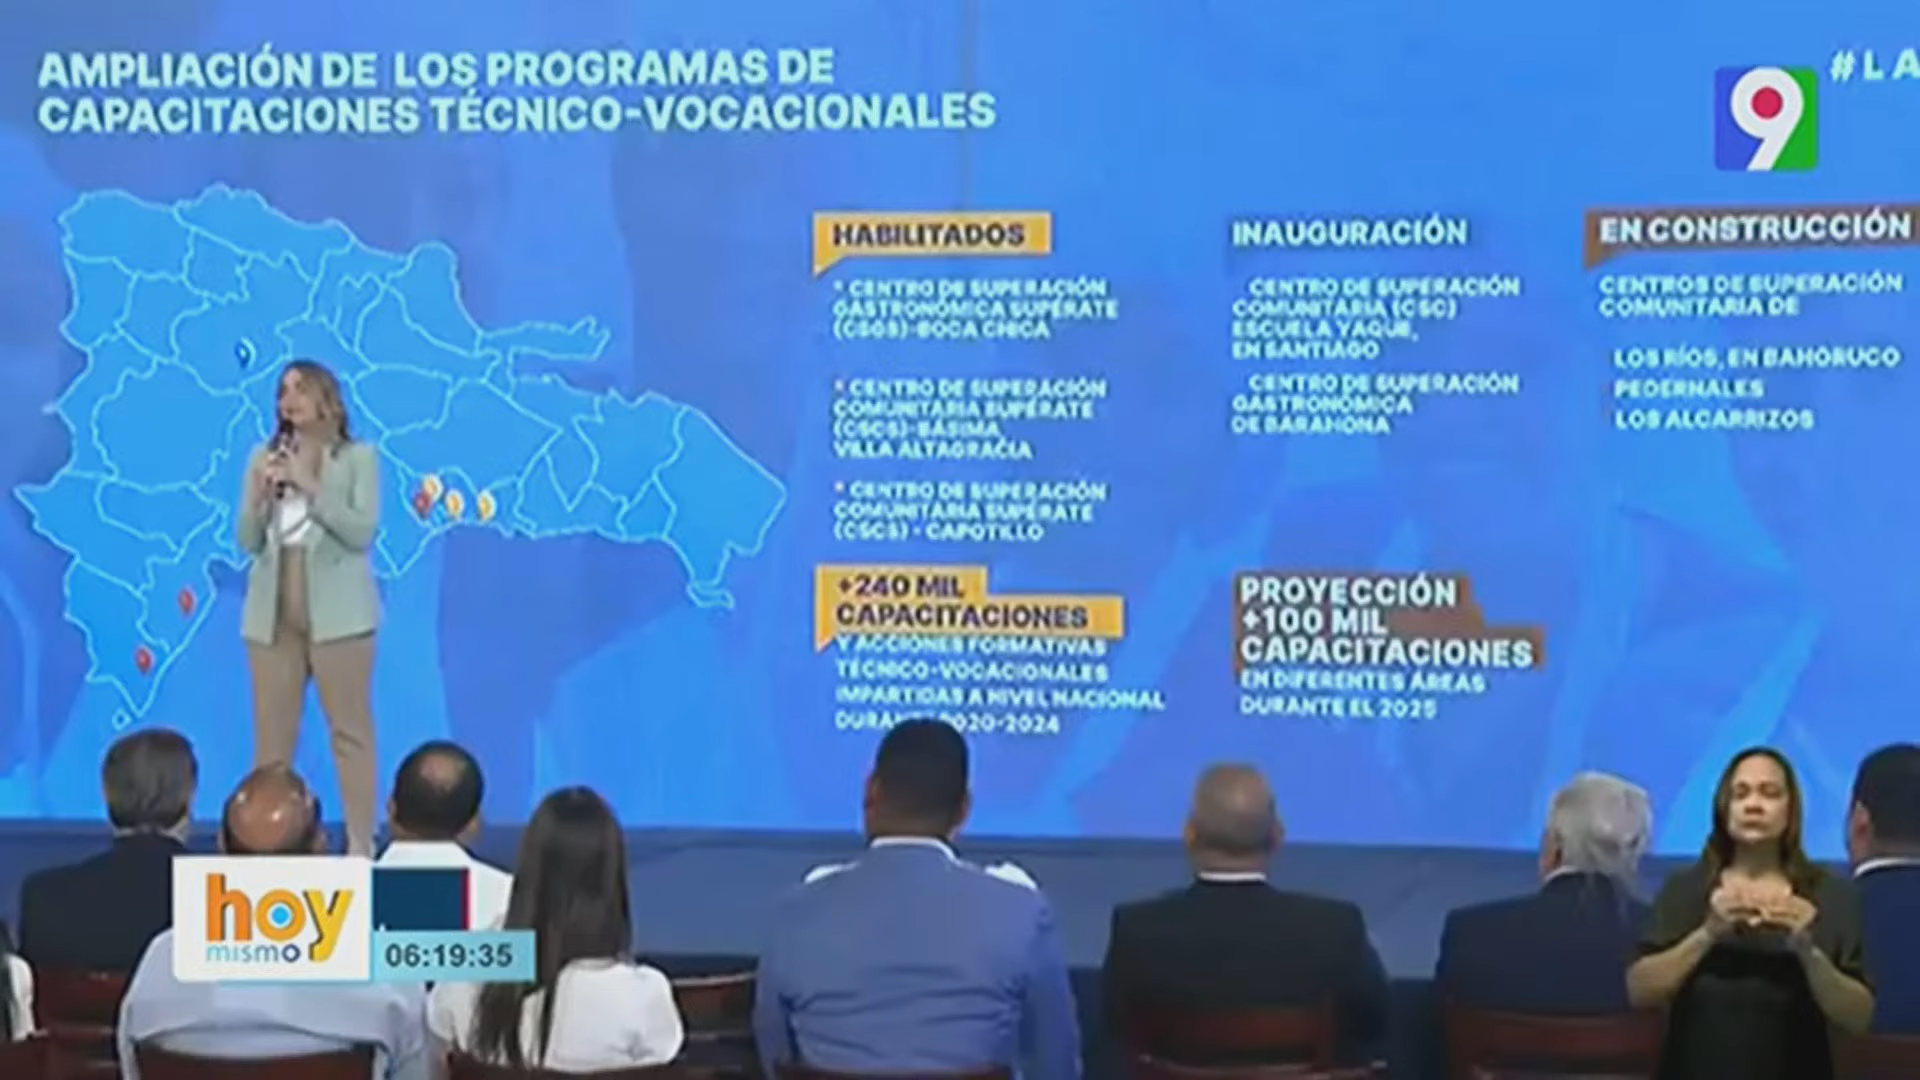 AMPLIACIÓN DE LOS PROGRAMAS DE
CAPACITACIONES TÉCNICO-VOCACIONALES
9
#LA
HABILITADOS
* CENTRO DE SUPERACIÓN
GASTRONÓMICA SUPÉRATE
(CSGS)-BOCA CHICA
* CENTRO DE SUPERACIÓN
COMUNITARIA SUPÉRATE
(CSCS)-BÁSIMA,
VILLA ALTAGRACIA
* CENTRO DE SUPERACIÓN
COMUNITARIA SUPÉRATE
(CSCS) - CAPOTILLO
+240 MIL
CAPACITACIONES
Y ACCIONES FORMATIVAS
TÉCNICO-VOCACIONALES
IMPARTIDAS A NIVEL NACIONAL
2020-2024
INAUGURACIÓN
CENTRO DE SUPERACIÓN
COMUNITARIA (CSC)
ESCUELA YAQUE,
EN SANTIAGO
CENTRO DE SUPERACIÓN
GASTRONÓMICA
DE BARAHONA
PROYECCIÓN
+100 MIL
CAPACITACIONES
EN DIFERENTES ÁREAS
DURANTE EL 2025
EN CONSTRUCCIÓN
CENTROS DE SUPERACIÓN
COMUNITARIA DE
LOS RÍOS, EN BAHORUCO
PEDERNALES
LOS ALCARRIZOS
hoy
mismo
06:19:35